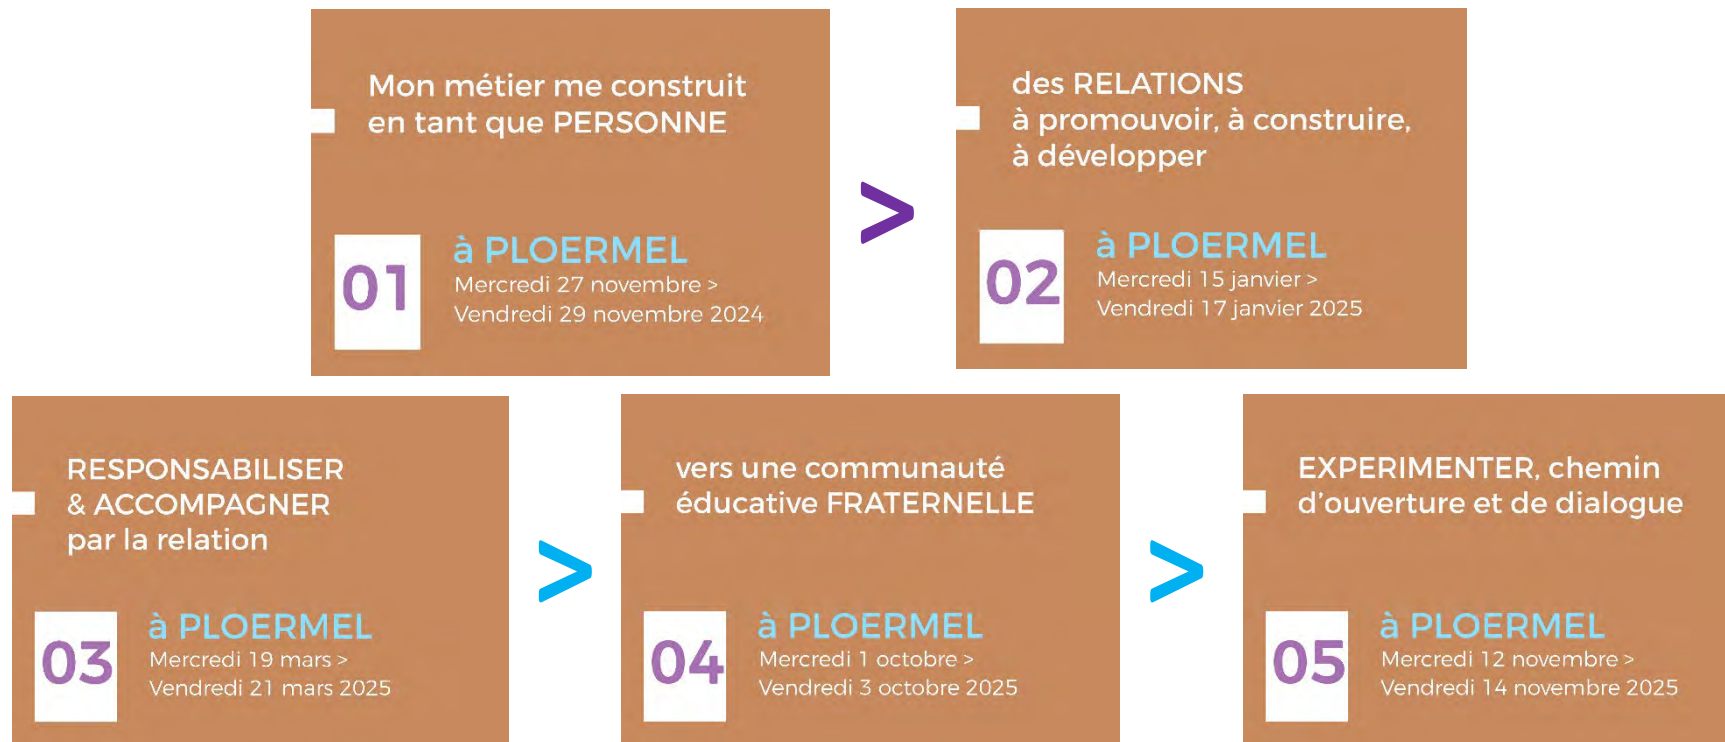 Mon métier me construit
en tant que PERSONNE
01
à PLOERMEL
Mercredi 27 novembre >
Vendredi 29 novembre 2024
>
des RELATIONS
à promouvoir, à construire,
à développer
02
à PLOERMEL
Mercredi 15 janvier >
Vendredi 17 janvier 2025
RESPONSABILISER
& ACCOMPAGNER
par la relation
03
à PLOERMEL
Mercredi 19 mars >
Vendredi 21 mars 2025
>
vers une communauté
éducative FRATERNELLE
04
à PLOERMEL
Mercredi 1 octobre >
Vendredi 3 octobre 2025
>
EXPERIMENTER, chemin
d'ouverture et de dialogue
05
à PLOERMEL
Mercredi 12 novembre >
Vendredi 14 novembre 2025